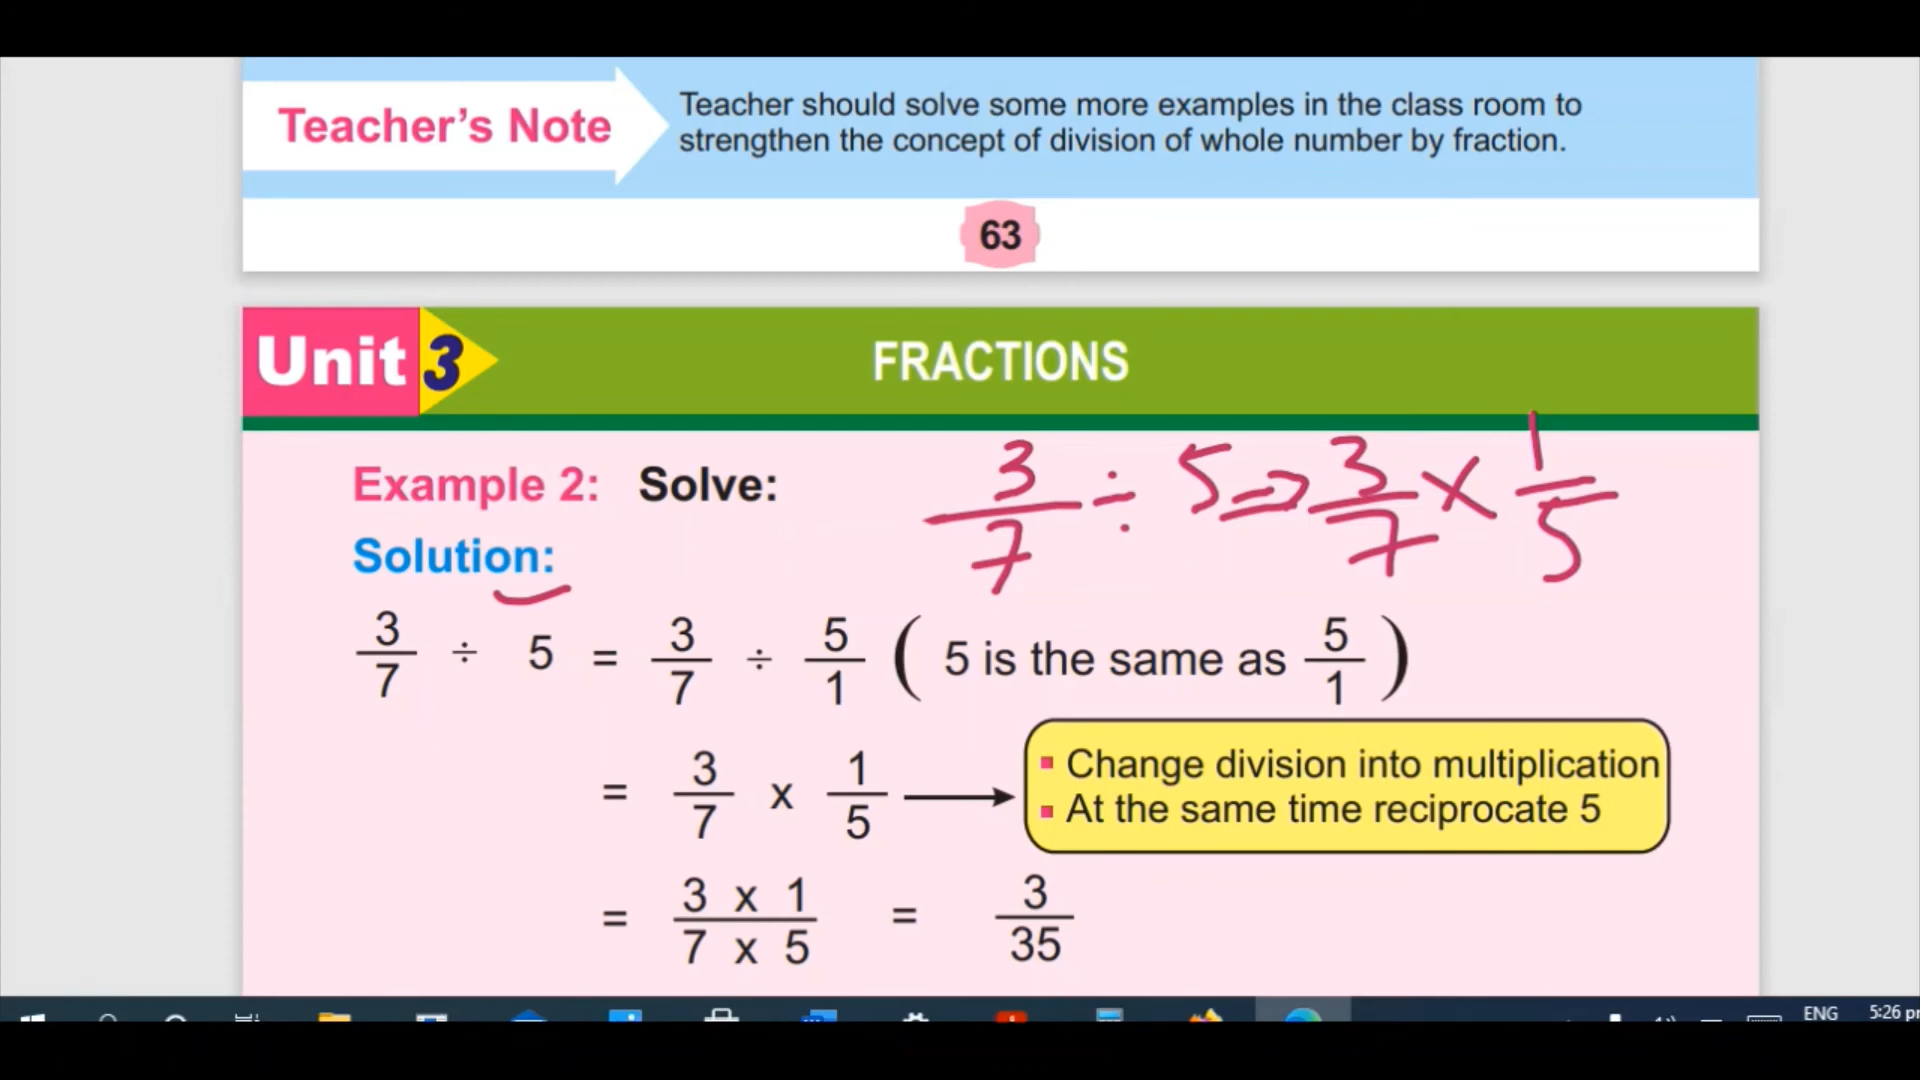 Teacher's Note
Teacher should solve some more examples in the class room to
strengthen the concept of division of whole number by fraction.
63
Unit 3
FRACTIONS
Example 2: Solve: 3/7 ÷ 5 => 3/7 × 1/5
Solution:
3/7 ÷ 5 = 3/7 ÷ 5/1 ( 5 is the same as 5/1 )
= 3/7 x 1/5
Change division into multiplication
At the same time reciprocate 5
= 3 x 1 / 7 x 5 = 3/35
ENG
5:26 p